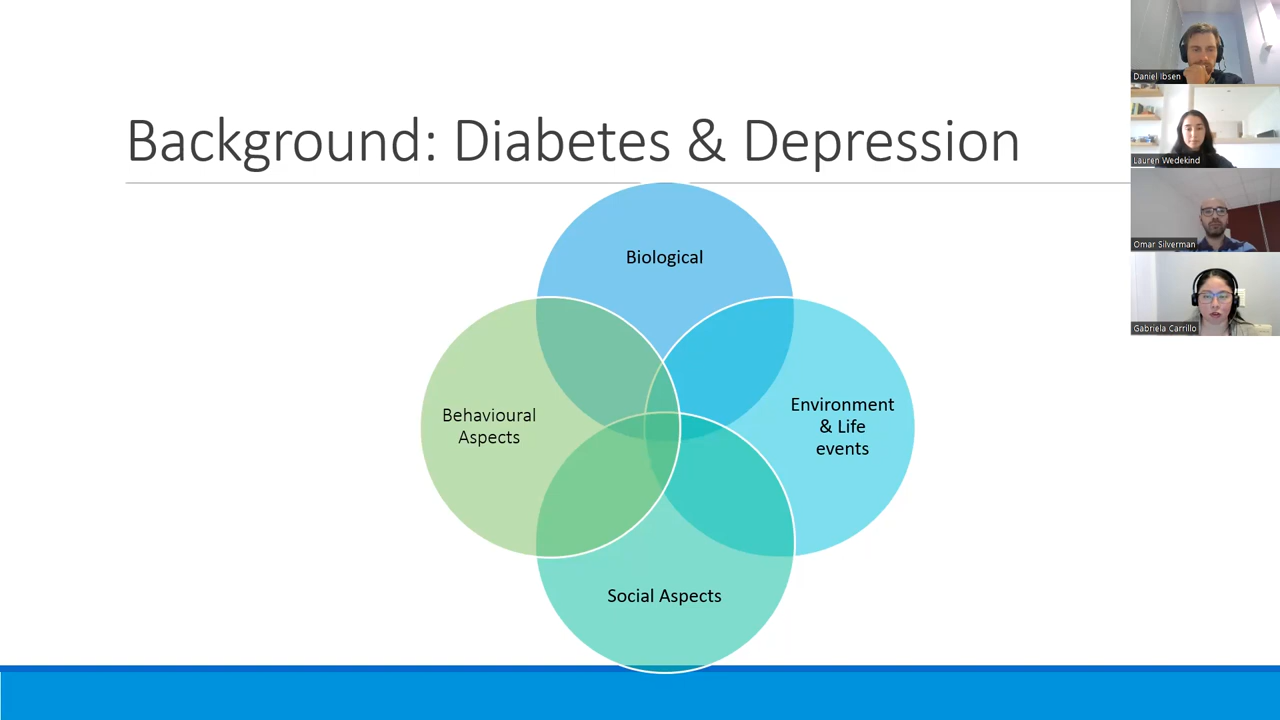 Background: Diabetes & Depression
Biological
Behavioural
Aspects
Environment
& Life
events
Social Aspects
Daniel Ibsen
Lauren Wedekind
Omar Silverman
Gabriela Carrillo